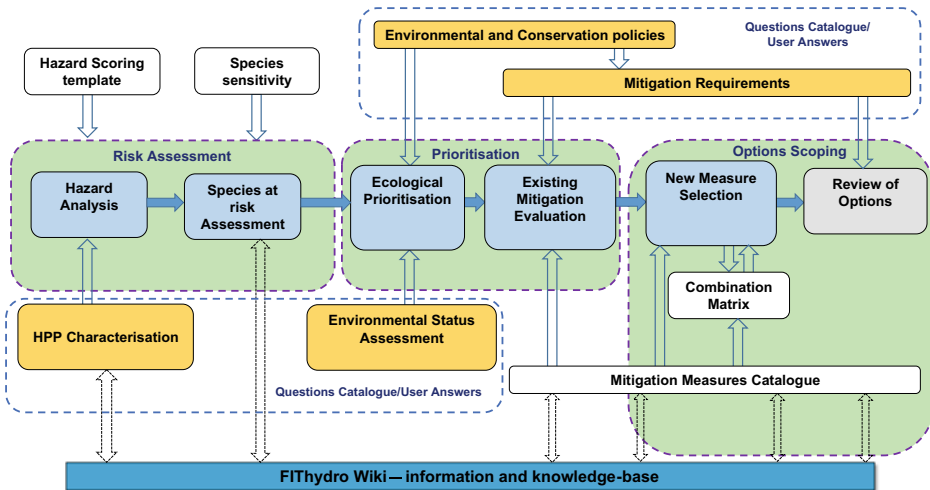 Questions Catalogue/
User Answers
Environmental and Conservation policies
Mitigation Requirements
Hazard Scoring
template
Species
sensitivity
Risk Assessment
Prioritisation
Options Scoping
Hazard
Analysis
Species at
risk
Assessment
Ecological
Prioritisation
Existing
Mitigation
Evaluation
New Measure
Selection
Review of
Options
Combination
Matrix
HPP Characterisation
Environmental Status
Assessment
Questions Catalogue/User Answers
Mitigation Measures Catalogue
FIThydro Wiki — information and knowledge-base